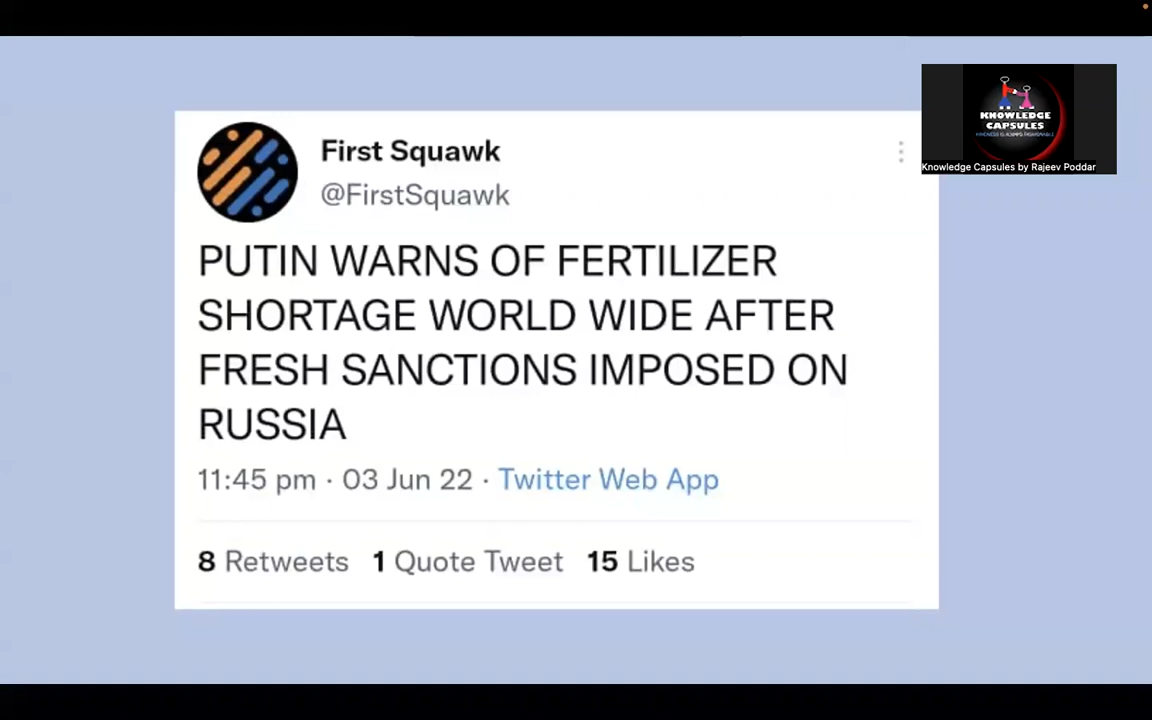 First Squawk
@FirstSquawk
PUTIN WARNS OF FERTILIZER
SHORTAGE WORLD WIDE AFTER
FRESH SANCTIONS IMPOSED ON
RUSSIA
11:45 pm · 03 Jun 22 · Twitter Web App
8 Retweets 1 Quote Tweet 15 Likes
KNOWLEDGE
CAPSULES
Knowledge Capsules by Rajeev Poddar